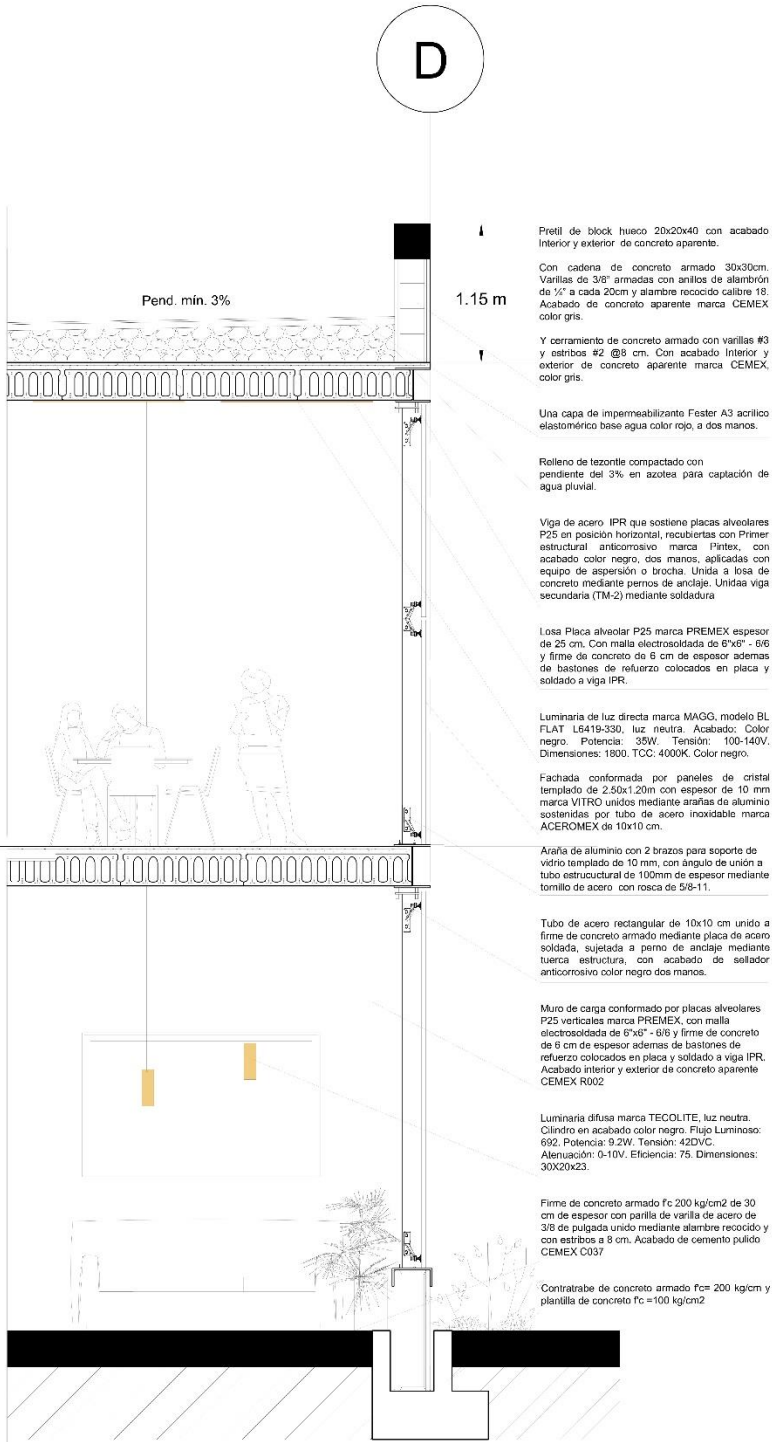 D
Pend. mín. 3%
1.15 m
Pretil de block hueco 20x20x40 con acabado
Interior y exterior de concreto aparente.
Con cadena de concreto armado 30x30cm.
Varillas de 3/8" armadas con anillos de alambrón
de ¼" a cada 20cm y alambre recocido calibre 18.
Acabado de concreto aparente marca CEMEX
color gris.
Y cerramiento de concreto armado con varillas #3
y estribos #2 @8 cm. Con acabado Interior y
exterior de concreto aparente marca CEMEX,
color gris.
Una capa de impermeabilizante Fester A3 acrílico
elastomérico base agua color rojo, a dos manos.
Relleno de tezontle compactado con
pendiente del 3% en azotea para captación de
agua pluvial.
Viga de acero IPR que sostiene placas alveolares
P25 en posición horizontal, recubiertas con Primer
estructural anticorrosivo marca Pintex, con
acabado color negro, dos manos, aplicadas con
equipo de aspersión o brocha. Unida a losa de
concreto mediante pernos de anclaje. Unidaa viga
secundaria (TM-2) mediante soldadura
Losa Placa alveolar P25 marca PREMEX espesor
de 25 cm. Con malla electrosoldada de 6"x6" - 6/6
y firme de concreto de 6 cm de espesor ademas
de bastones de refuerzo colocados en placa y
soldado a viga IPR.
Luminaria de luz directa marca MAGG, modelo BL
FLAT L6419-330, luz neutra. Acabado: Color
negro. Potencia: 35W. Tensión: 100-140V.
Dimensiones: 1800. TCC: 4000K. Color negro.
Fachada conformada por paneles de cristal
templado de 2.50x1.20m con espesor de 10 mm
marca VITRO unidos mediante arañas de aluminio
sostenidas por tubo de acero inoxidable marca
ACEROMEX de 10x10 cm.
Araña de aluminio con 2 brazos para soporte de
vidrio templado de 10 mm, con ángulo de unión a
tubo estrucuctural de 100mm de espesor mediante
tornillo de acero con rosca de 5/8-11.
Tubo de acero rectangular de 10x10 cm unido a
firme de concreto armado mediante placa de acero
soldada, sujetada a perno de anclaje mediante
tuerca estructura, con acabado de sellador
anticorrosivo color negro dos manos.
Muro de carga conformado por placas alveolares
P25 verticales marca PREMEX, con malla
electrosoldada de 6"x6" - 6/6 y firme de concreto
de 6 cm de espesor ademas de bastones de
refuerzo colocados en placa y soldado a viga IPR.
Acabado interior y exterior de concreto aparente
CEMEX R002
Luminaria difusa marca TECOLITE, luz neutra.
Cilindro en acabado color negro. Flujo Luminoso:
692. Potencia: 9.2W. Tensión: 42DVC.
Atenuación: 0-10V. Eficiencia: 75. Dimensiones:
30X20x23.
Firme de concreto armado f'c 200 kg/cm2 de 30
cm de espesor con parilla de varilla de acero de
3/8 de pulgada unido mediante alambre recocido y
con estribos a 8 cm. Acabado de cemento pulido
CEMEX C037
Contratrabe de concreto armado f'c= 200 kg/cm y
plantilla de concreto f'c =100 kg/cm2